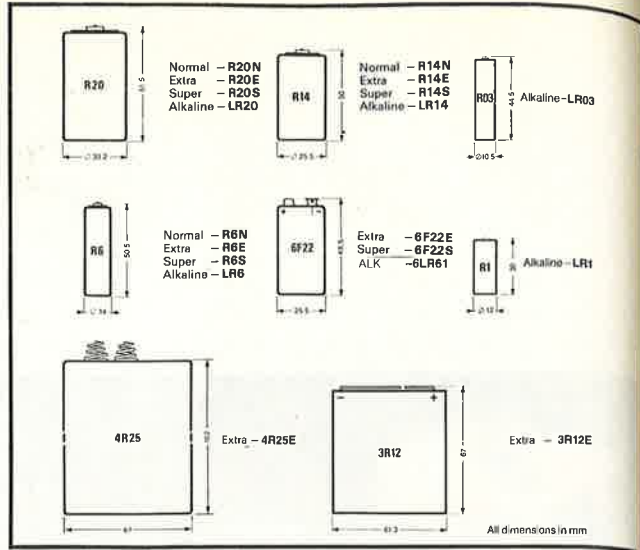 R20
61.5
∅ 33.2
Normal – R20N
Extra – R20E
Super – R20S
Alkaline – LR20
R14
50
∅ 25.5
Normal – R14N
Extra – R14E
Super – R14S
Alkaline – LR14
R03
44.5
∅10.5
Alkaline–LR03
R6
50.5
∅ 14
Normal – R6N
Extra – R6E
Super – R6S
Alkaline – LR6
6F22
+ –
25.5
Extra –6F22E
Super –6F22S
ALK –6LR61
R1
30
∅12
Alkaline–LR1
4R25
67
Extra – 4R25E
– +
3R12
67
Extra – 3R12E
All dimensions in mm